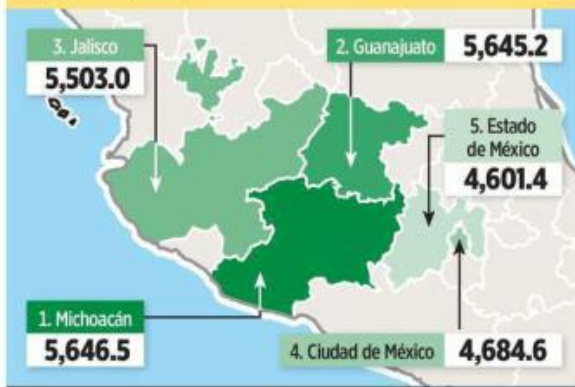 3. Jalisco
5,503.0
2. Guanajuato 5,645.2
5. Estado
de México
4,601.4
1. Michoacán
5,646.5
4. Ciudad de México 4,684.6